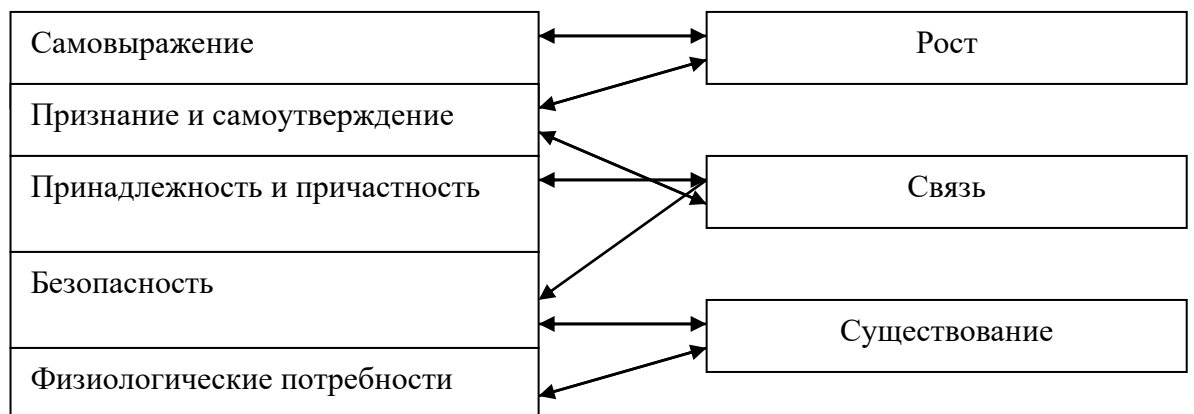 Самовыражение
Рост
Признание и самоутверждение
Принадлежность и причастность
Связь
Безопасность
Существование
Физиологические потребности